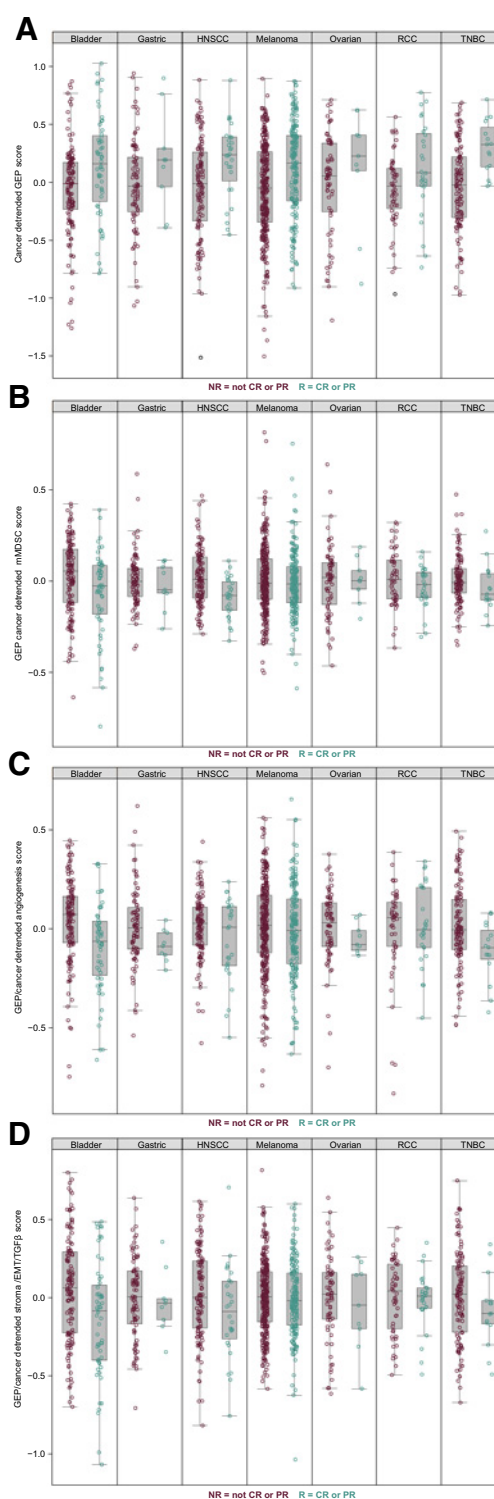 A
Bladder Gastric HNSCC Melanoma Ovarian RCC TNBC
Cancer detrended GEP score
1.0
0.5
0.0
−0.5
−1.0
−1.5
NR = not CR or PR R = CR or PR
B
Bladder Gastric HNSCC Melanoma Ovarian RCC TNBC
GEP cancer defrended mMDSC score
0.5
0.0
−0.5
NR = not CR or PR R = CR or PR
C
Bladder Gastric HNSCC Melanoma Ovarian RCC TNBC
GEP/cancer detrended angiogenesis score
0.5
0.0
−0.5
NR = not CR or PR R = CR or PR
D
Bladder Gastric HNSCC Melanoma Ovarian RCC TNBC
GEP/cancer defrended stroma /EMT/TGFβ score
0.5
0.0
−0.5
−1.0
NR = not CR or PR R = CR or PR